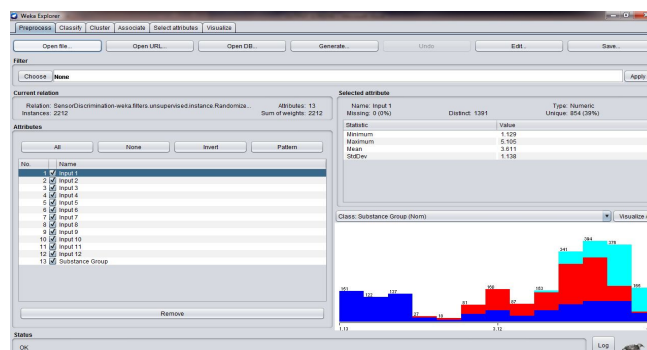 Weka Explorer
Preprocess Classify Cluster Associate Select attributes Visualize
Open file... Open URL... Open DB... Generate... Undo Edit... Save...
Filter
Choose None Apply
Current relation
Relation: SensorDiscrimination-weka.filters.unsupervised.instance.Randomize... Attributes: 13
Instances: 2212 Sum of weights: 2212
Attributes
All None Invert Pattern
No. Name
1 Input 1
2 Input 2
3 Input 3
4 Input 4
5 Input 5
6 Input 6
7 Input 7
8 Input 8
9 Input 9
10 Input 10
11 Input 11
12 Input 12
13 Substance Group
Remove
Selected attribute
Name: Input 1 Type: Numeric
Missing: 0 (0%) Distinct: 1391 Unique: 854 (39%)
Statistic Value
Minimum 1.129
Maximum 5.105
Mean 3.611
StdDev 1.138
Class: Substance Group (Nom) Visualize
384 376
341
151 122 137 27 61 168 87 153 166
1.13 3.12
Status
OK Log